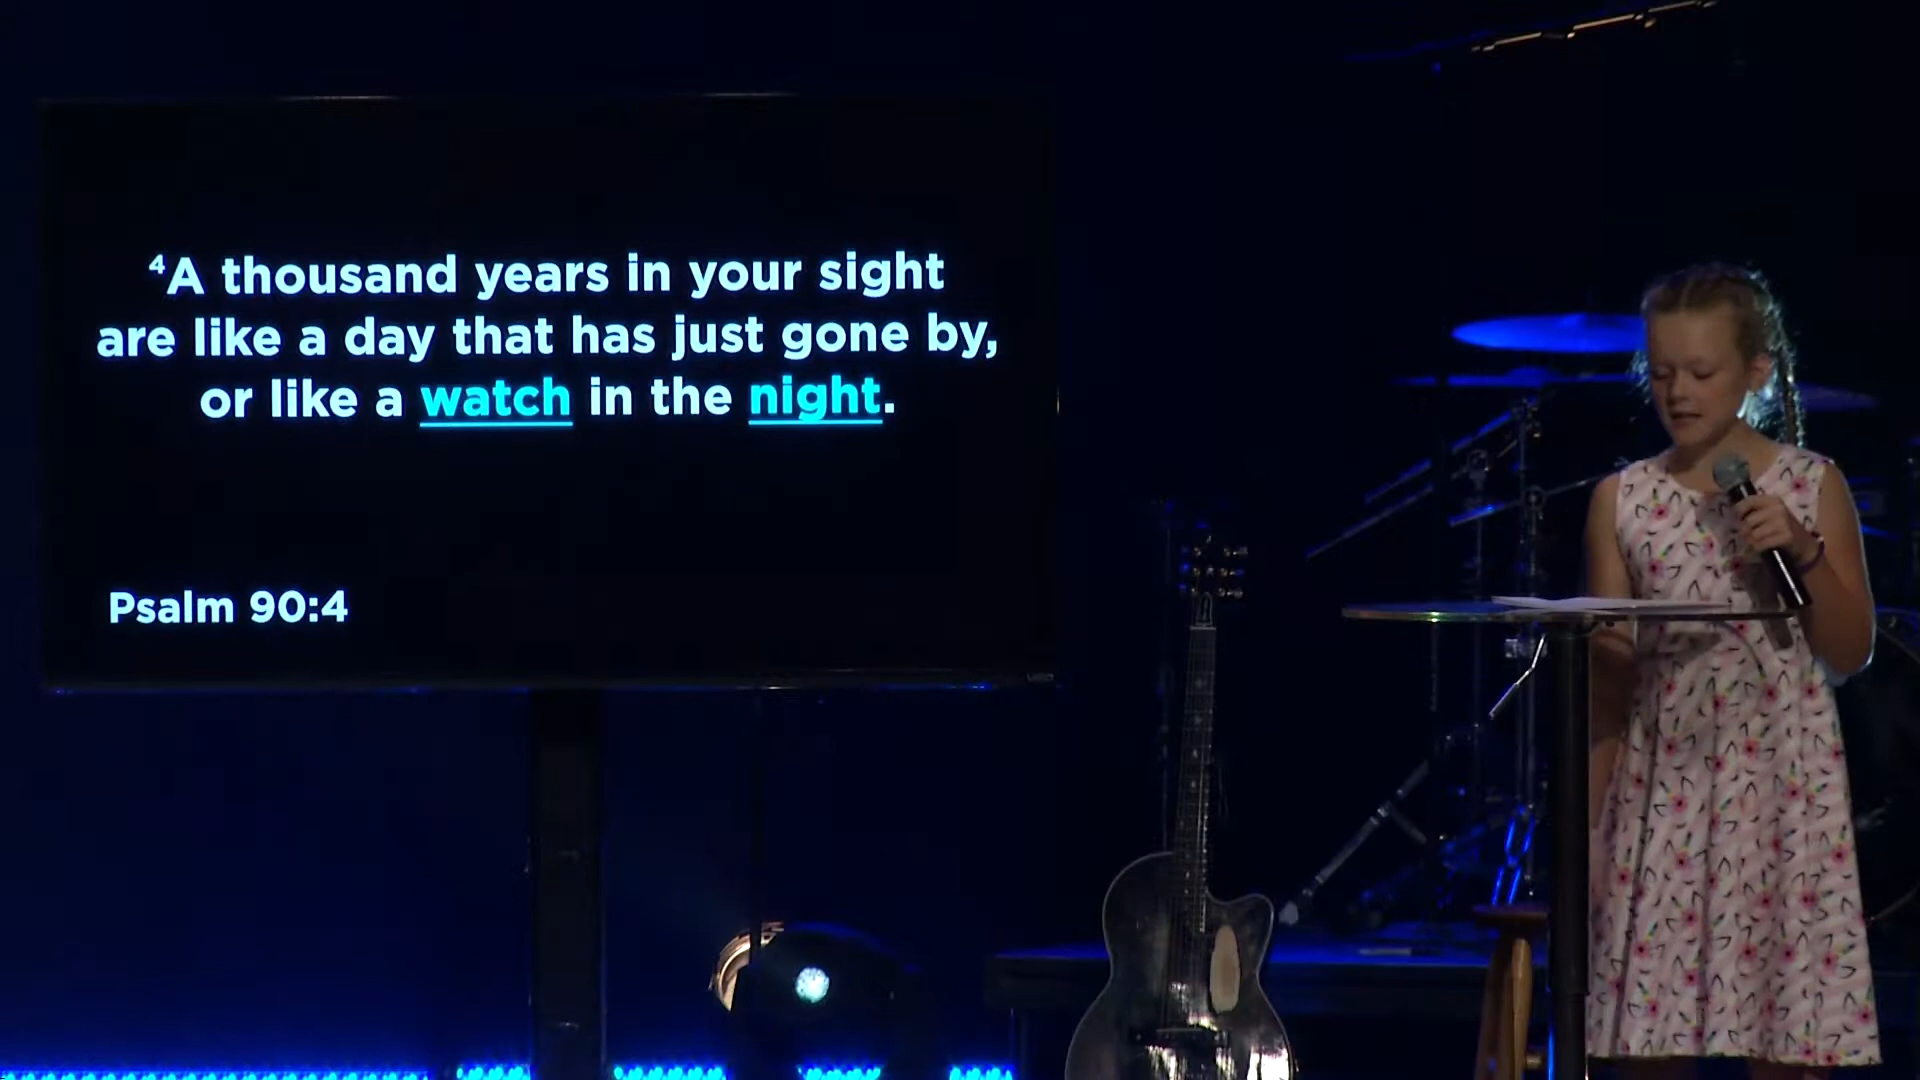 ⁴A thousand years in your sight
are like a day that has just gone by,
or like a watch in the night.
Psalm 90:4